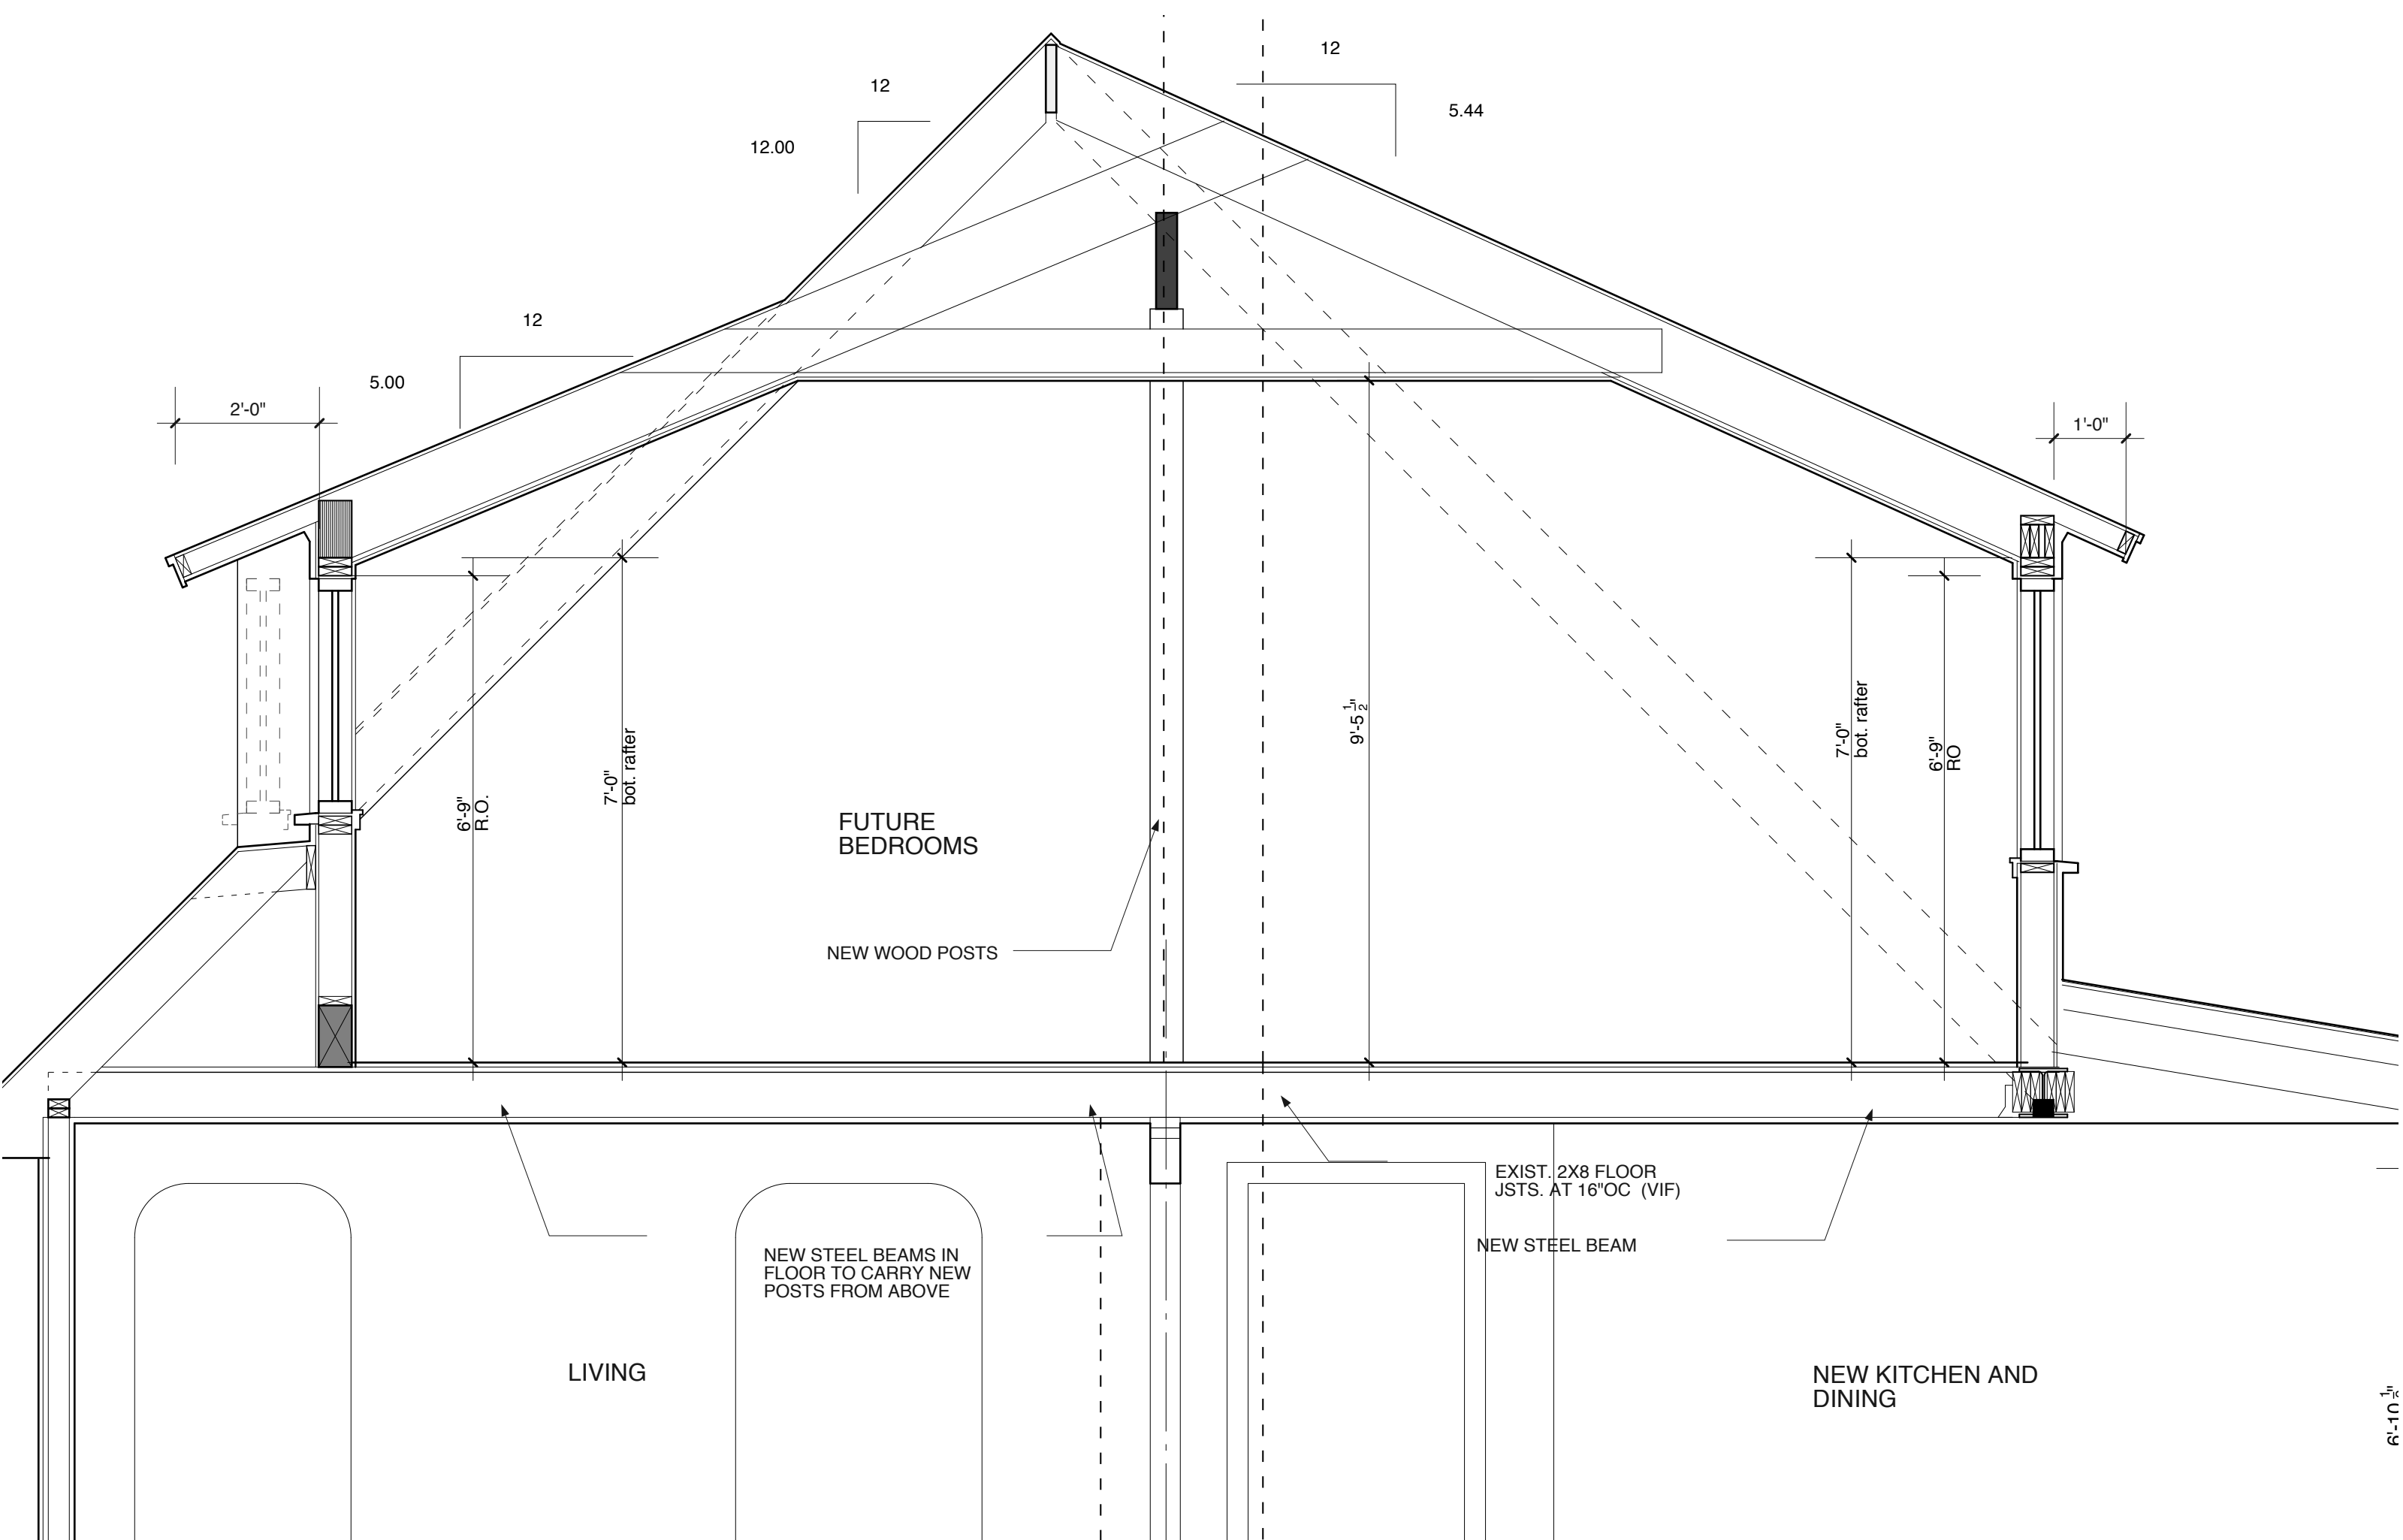 12
12
5.44
12.00
12
5.00
2'-0"
1'-0"
6'-9"
R.O.
7'-0"
bot. rafter
9'-5 1/2"
7'-0"
bot. rafter
6'-9"
RO
FUTURE
BEDROOMS
NEW WOOD POSTS
EXIST. 2X8 FLOOR
JSTS. AT 16"OC (VIF)
NEW STEEL BEAM
NEW STEEL BEAMS IN
FLOOR TO CARRY NEW
POSTS FROM ABOVE
LIVING
NEW KITCHEN AND
DINING